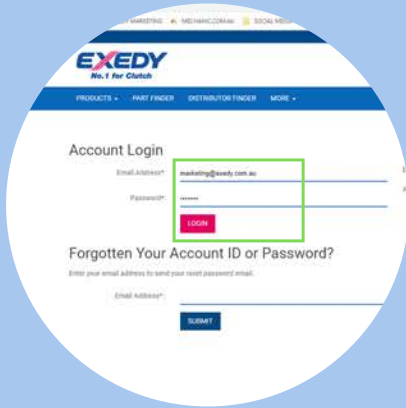 MARKETING MECHANIC.COM.AU SOCIAL MEDIA
EXEDY
No.1 for Clutch
PRODUCTS PART FINDER DISTRIBUTOR FINDER MORE
Account Login
Email Address* marketing@exedy.com.au
Password* •••••••
LOGIN
Forgotten Your Account ID or Password?
Enter your email address to send your reset password email.
Email Address*
SUBMIT